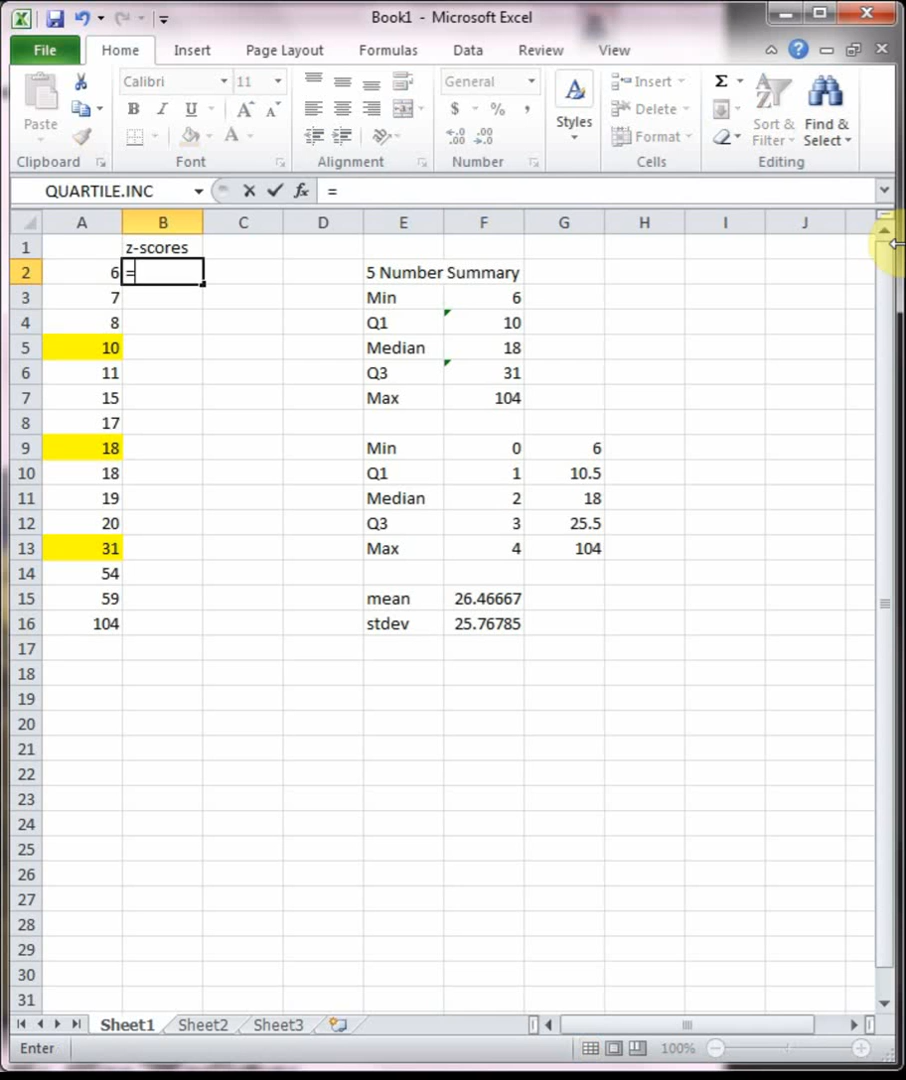 Book1 - Microsoft Excel
File Home Insert Page Layout Formulas Data Review View
Calibri 11 General Insert Σ
Paste B I U A A $ % , Styles Delete Sort & Filter Find & Select
A Format
Clipboard Font Alignment Number Cells Editing
QUARTILE.INC fx =
A B C D E F G H I J
1 z-scores
2 6 = 5 Number Summary
3 7 Min 6
4 8 Q1 10
5 10 Median 18
6 11 Q3 31
7 15 Max 104
8 17
9 18 Min 0 6
10 18 Q1 1 10.5
11 19 Median 2 18
12 20 Q3 3 25.5
13 31 Max 4 104
14 54
15 59 mean 26.46667
16 104 stdev 25.76785
17
18
19
20
21
22
23
24
25
26
27
28
29
30
31
Sheet1 Sheet2 Sheet3
Enter 100%